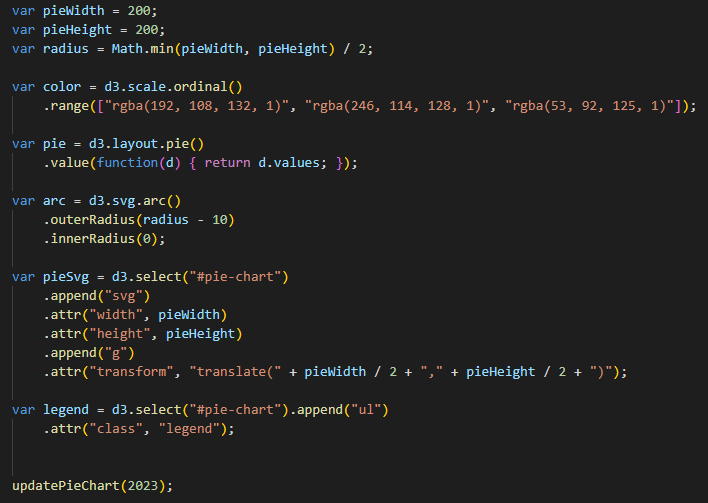 var pieWidth = 200;
var pieHeight = 200;
var radius = Math.min(pieWidth, pieHeight) / 2;

var color = d3.scale.ordinal()
    .range(["rgba(192, 108, 132, 1)", "rgba(246, 114, 128, 1)", "rgba(53, 92, 125, 1)"]);

var pie = d3.layout.pie()
    .value(function(d) { return d.values; });

var arc = d3.svg.arc()
    .outerRadius(radius - 10)
    .innerRadius(0);

var pieSvg = d3.select("#pie-chart")
    .append("svg")
    .attr("width", pieWidth)
    .attr("height", pieHeight)
    .append("g")
    .attr("transform", "translate(" + pieWidth / 2 + "," + pieHeight / 2 + ")");

var legend = d3.select("#pie-chart").append("ul")
    .attr("class", "legend");


updatePieChart(2023);